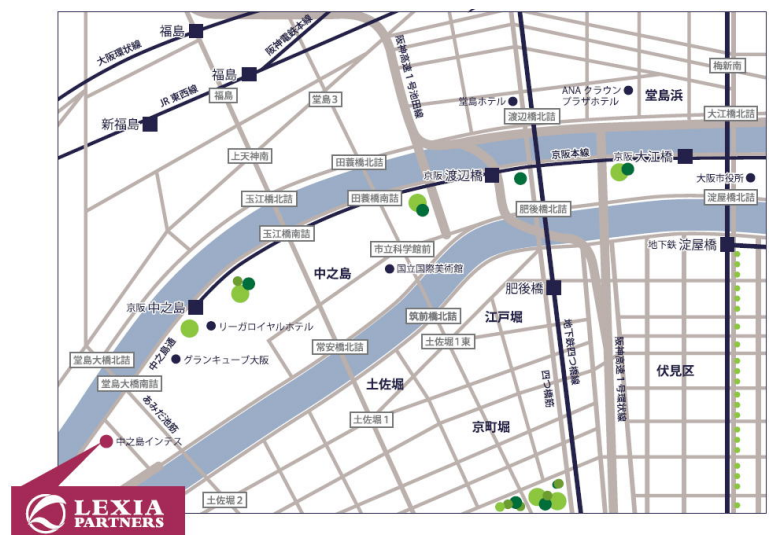 福島
阪神電鉄本線
大阪環状線
福島
JR東西線
福島
新福島
堂島3
阪神高速1号池田線
梅新南
ANAクラウン
プラザホテル
堂島浜
堂島ホテル
渡辺橋北詰
大江橋北詰
上天神南
田蓑橋北詰
京阪本線
京阪 大江橋
京阪 渡辺橋
大阪市役所
玉江橋北詰
田蓑橋南詰
淀屋橋北詰
肥後橋北詰
玉江橋南詰
市立科学館前
地下鉄 淀屋橋
中之島
国立国際美術館
肥後橋
京阪 中之島
筑前橋北詰
江戸堀
リーガロイヤルホテル
土佐堀1東
地下鉄四つ橋線
阪神高速1号環状線
中之島通
常安橋北詰
堂島大橋北詰
グランキューブ大阪
伏見区
堂島大橋南詰
土佐堀
四つ橋筋
あみだ池筋
土佐堀1
京町堀
中之島インテス
土佐堀2
LEXIA
PARTNERS